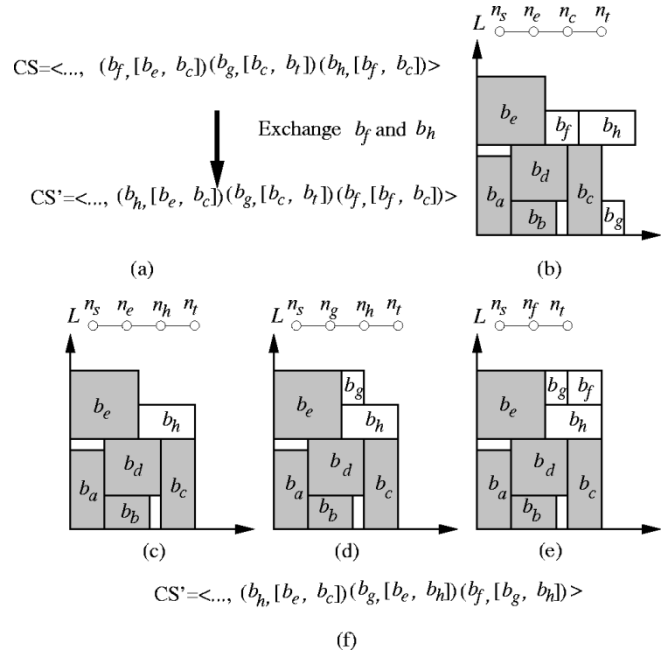 L n_s n_e n_c n_t
CS=<..., (b_f, [b_e, b_c])(b_g, [b_c, b_t])(b_h, [b_f, b_c])>
b_e
b_f b_h
Exchange b_f and b_h
b_d
b_a b_c
CS'=<..., (b_h, [b_e, b_c])(b_g, [b_c, b_t])(b_f, [b_f, b_c])>
b_b b_g
(a) (b)
n_s n_e n_h n_t n_s n_g n_h n_t n_s n_f n_t
L L L
b_g b_g b_f
b_e b_e b_e
b_h b_h b_h
b_d b_d b_d
b_a b_c b_a b_c b_a b_c
b_b b_b b_b
(c) (d) (e)
CS'=<..., (b_h, [b_e, b_c])(b_g, [b_e, b_h])(b_f, [b_g, b_h])>
(f)